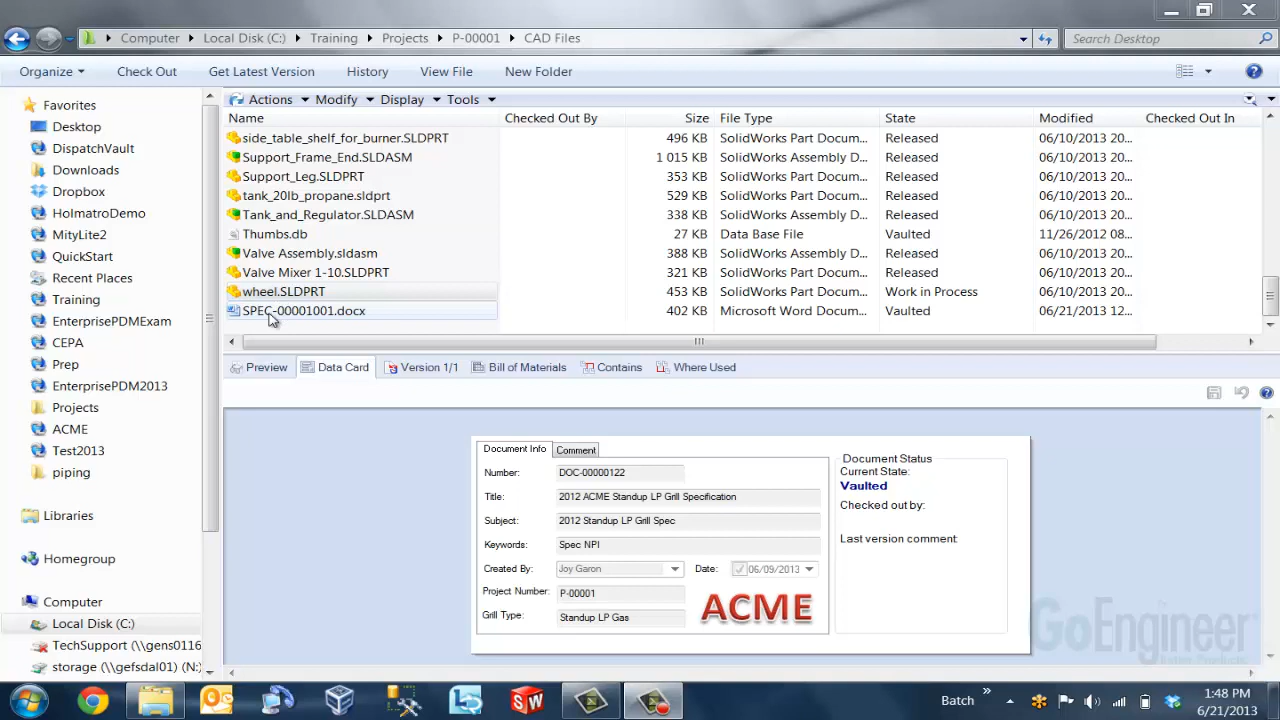 Computer ▸ Local Disk (C:) ▸ Training ▸ Projects ▸ P-00001 ▸ CAD Files
Search Desktop
Organize Check Out Get Latest Version History View File New Folder
Actions Modify Display Tools
Name Checked Out By Size File Type State Modified Checked Out In
side_table_shelf_for_burner.SLDPRT 496 KB SolidWorks Part Docum... Released 06/10/2013 20...
Support_Frame_End.SLDASM 1 015 KB SolidWorks Assembly D... Released 06/10/2013 20...
Support_Leg.SLDPRT 353 KB SolidWorks Part Docum... Released 06/10/2013 20...
tank_20lb_propane.sldprt 529 KB SolidWorks Part Docum... Released 06/10/2013 20...
Tank_and_Regulator.SLDASM 338 KB SolidWorks Assembly D... Released 06/10/2013 20...
Thumbs.db 27 KB Data Base File Vaulted 11/26/2012 08...
Valve Assembly.sldasm 388 KB SolidWorks Assembly D... Released 06/10/2013 20...
Valve Mixer 1-10.SLDPRT 321 KB SolidWorks Part Docum... Released 06/10/2013 20...
wheel.SLDPRT 453 KB SolidWorks Part Docum... Work in Process 06/10/2013 20...
SPEC-00001001.docx 402 KB Microsoft Word Docum... Vaulted 06/21/2013 12...
Favorites
Desktop
DispatchVault
Downloads
Dropbox
HolmatroDemo
MityLite2
QuickStart
Recent Places
Training
EnterprisePDMExam
CEPA
Prep
EnterprisePDM2013
Projects
ACME
Test2013
piping
Libraries
Homegroup
Computer
Local Disk (C:)
TechSupport (\\gens0116
storage (\\gefsdal01) (N:)
Preview Data Card Version 1/1 Bill of Materials Contains Where Used
Document Info Comment
Number: DOC-00000122
Title: 2012 ACME Standup LP Grill Specification
Subject: 2012 Standup LP Grill Spec
Keywords: Spec NPI
Created By: Joy Garon Date: 06/09/2013
Project Number: P-00001
Grill Type: Standup LP Gas
ACME
Document Status
Current State:
Vaulted
Checked out by:
Last version comment:
GoEngineer
Batch »
1:48 PM
6/21/2013